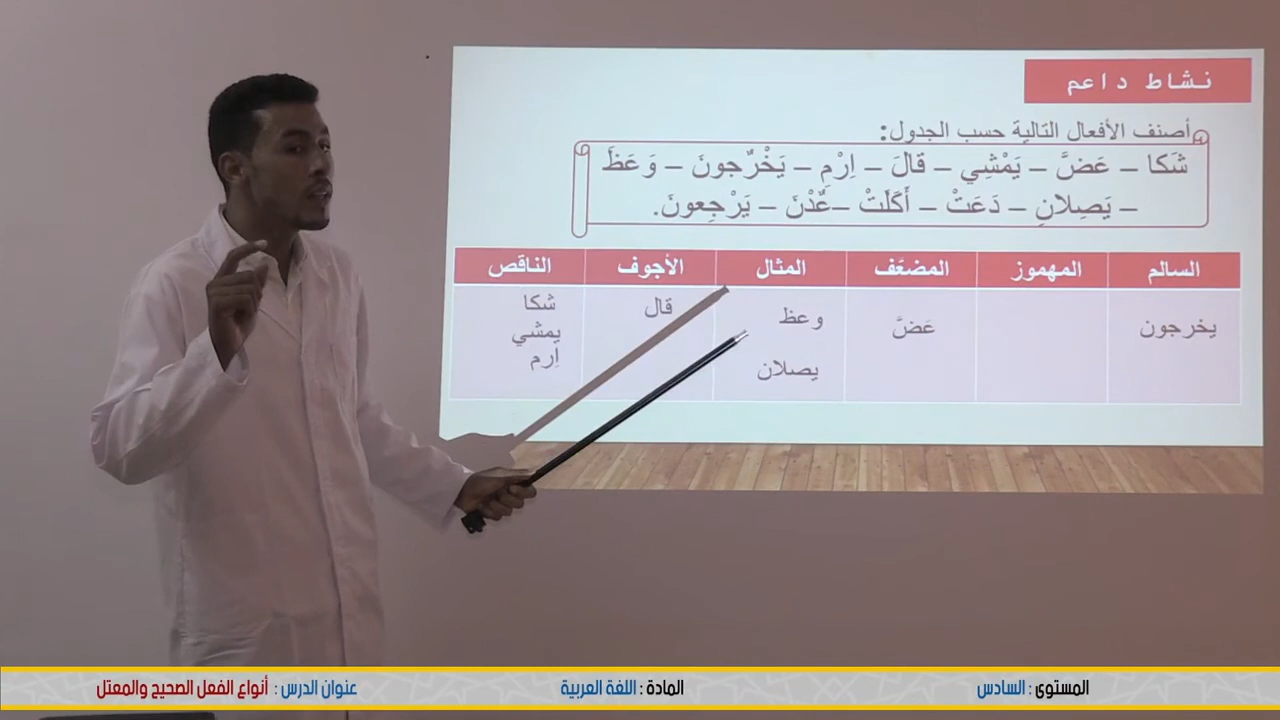 نشاط داعم
أصنف الأفعال التالية حسب الجدول:
شَكا – عَضَّ – يَمْشِي – قالَ – اِرْمِ – يَخْرُجونَ – وَعَظَ
– يَصِلانِ – دَعَتْ – أَكَلَتْ –عُدْنَ – يَرْجِعونَ.
السالم المهموز المضعَف المثال الأجوف الناقص
يخرجون عَضَّ وعظ قال شكا
يمشي
يصلان اِرم
المستوى : السادس المادة : اللغة العربية عنوان الدرس : أنواع الفعل الصحيح والمعتل